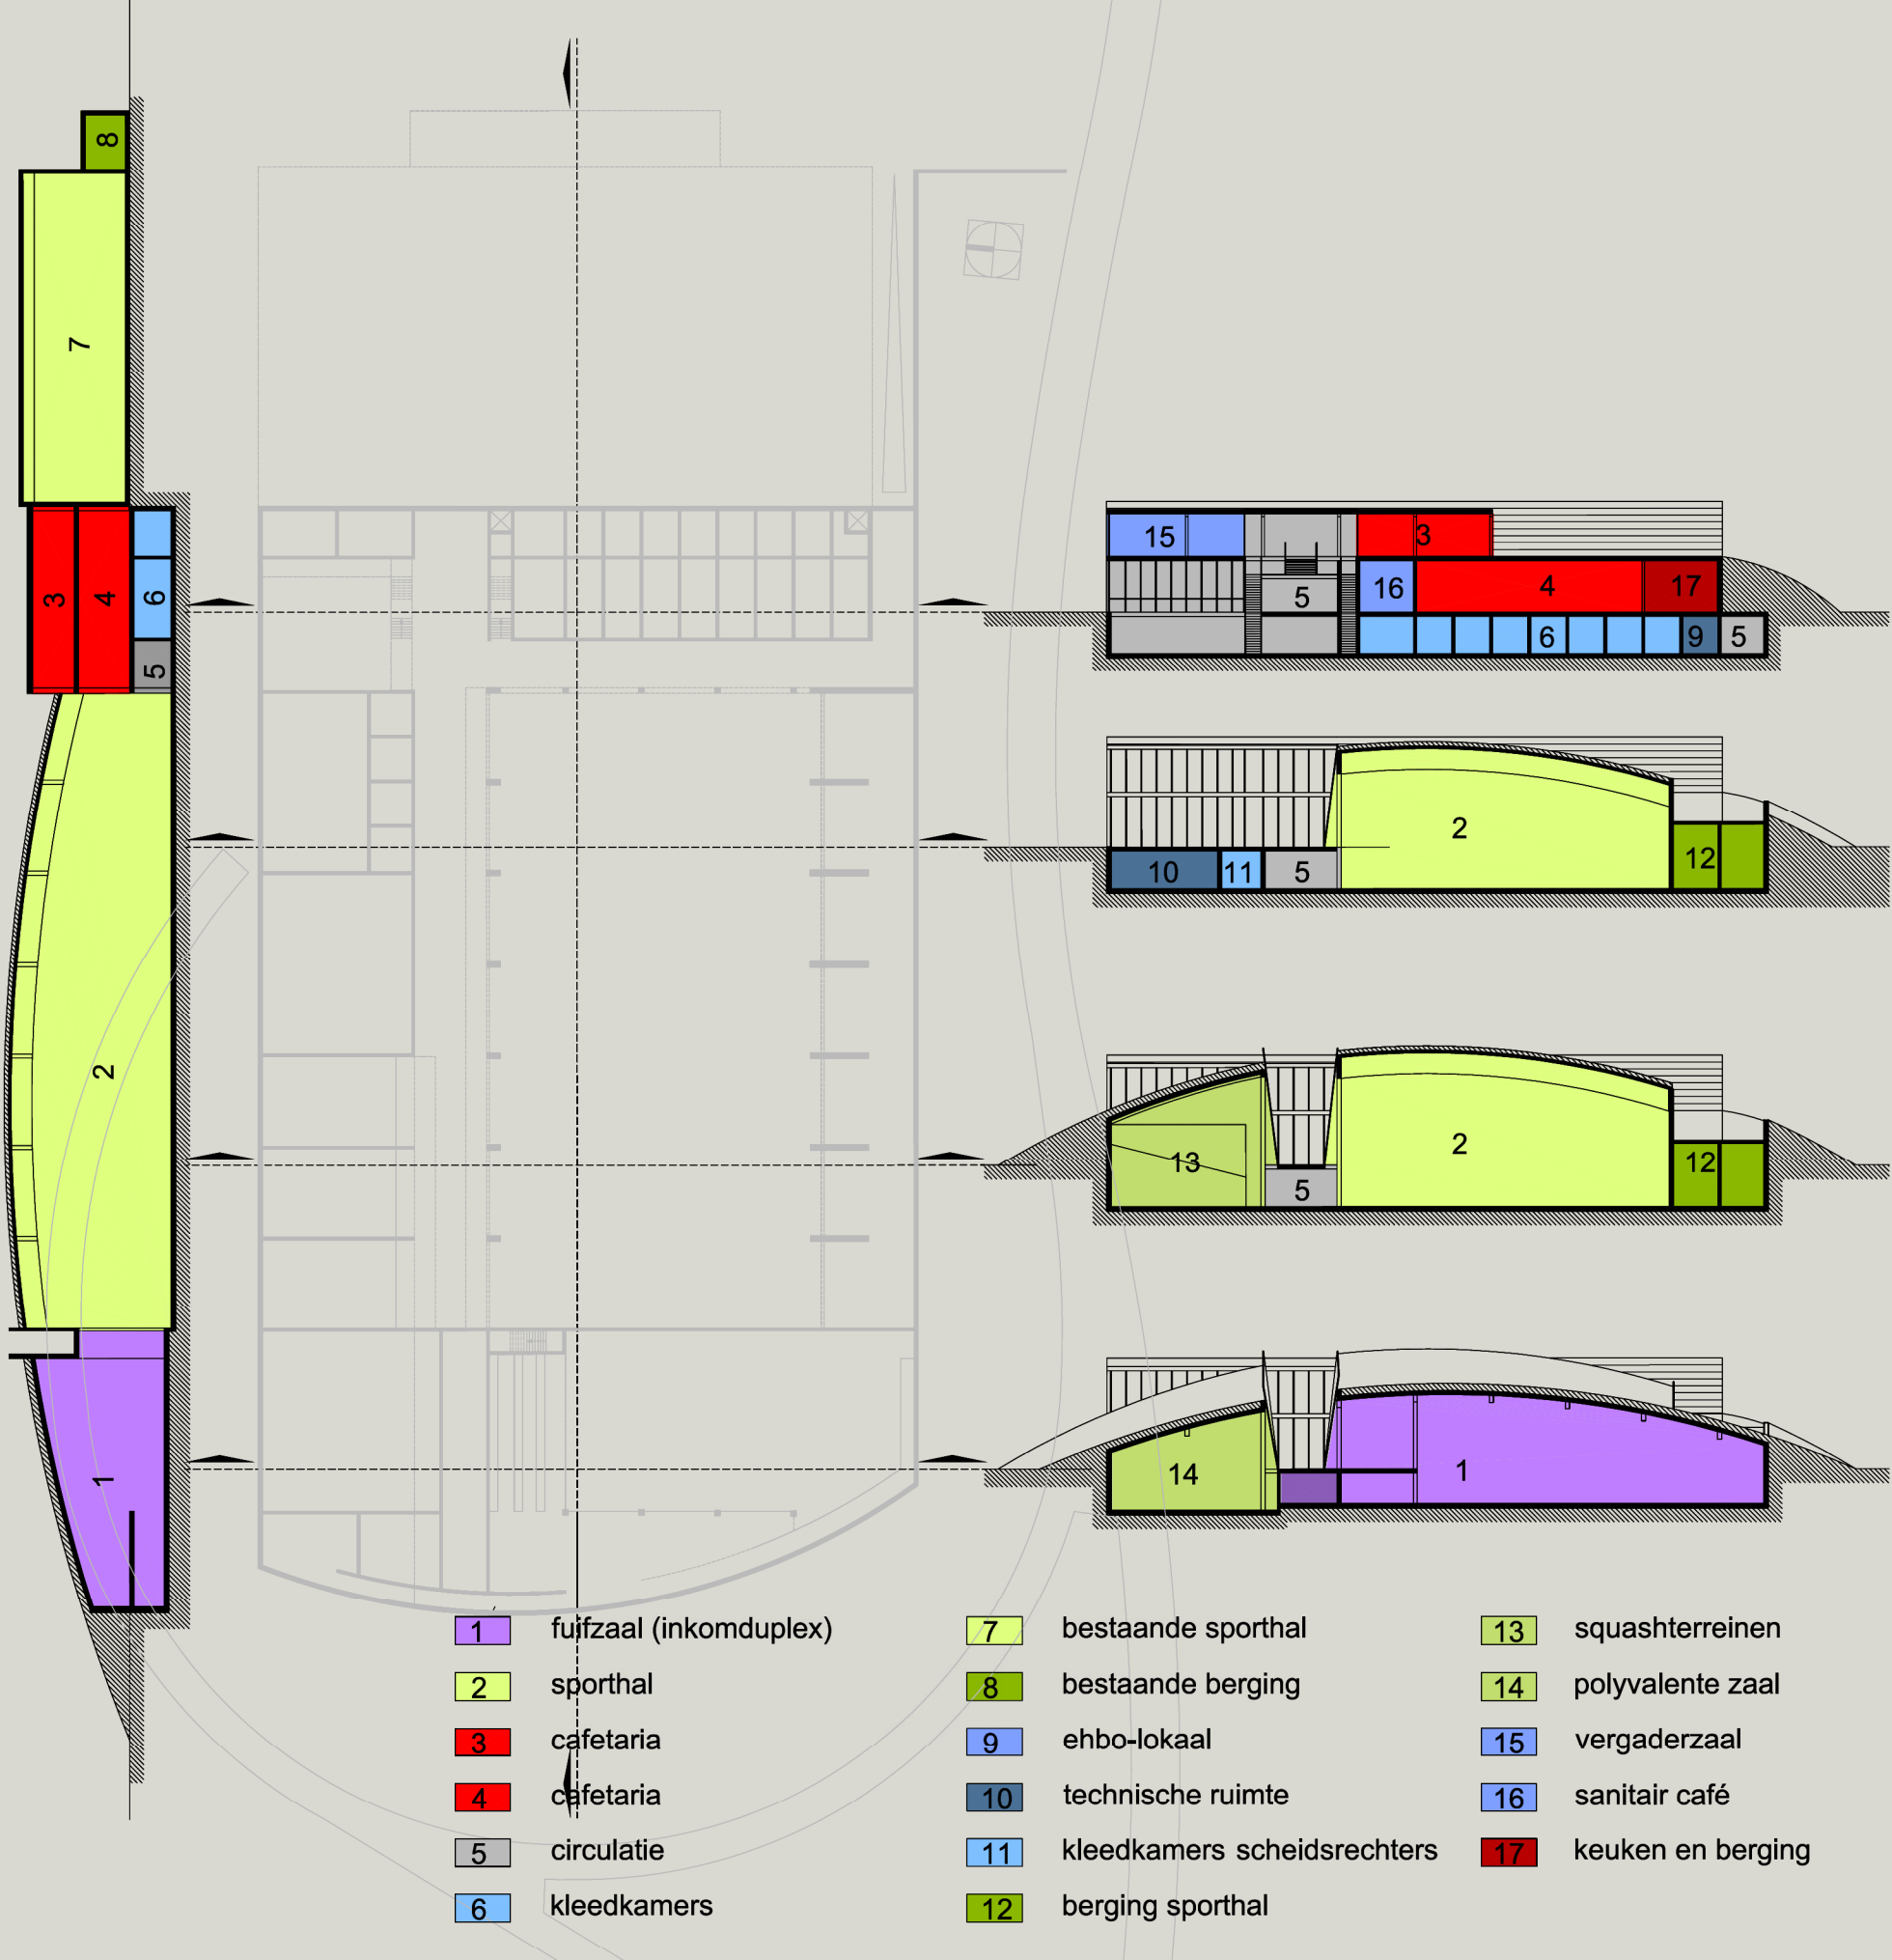 8
7
3 4 6
5
2
1
15 3
5 16 4 17
6 9 5
2
10 11 5 12
2
13 12
5
14 1
1 fuifzaal (inkomduplex)
2 sporthal
3 cafetaria
4 cafetaria
5 circulatie
6 kleedkamers
7 bestaande sporthal
8 bestaande berging
9 ehbo-lokaal
10 technische ruimte
11 kleedkamers scheidsrechters
12 berging sporthal
13 squashterreinen
14 polyvalente zaal
15 vergaderzaal
16 sanitair café
17 keuken en berging